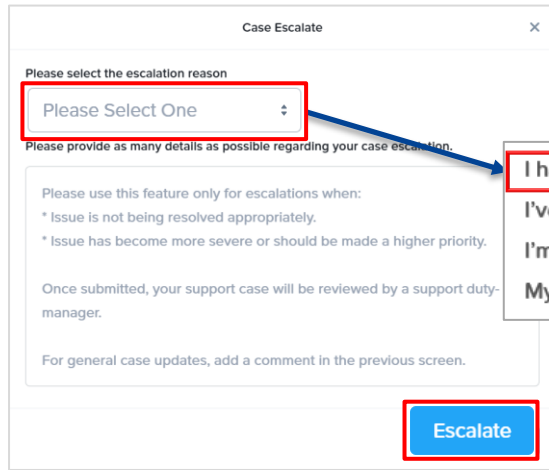 Case Escalate
Please select the escalation reason
Please Select One
Please provide as many details as possible regarding your case escalation.
Please use this feature only for escalations when:
* Issue is not being resolved appropriately.
* Issue has become more severe or should be made a higher priority.
Once submitted, your support case will be reviewed by a support duty-
manager.
For general case updates, add a comment in the previous screen.
I h
I'v
I'm
My
Escalate